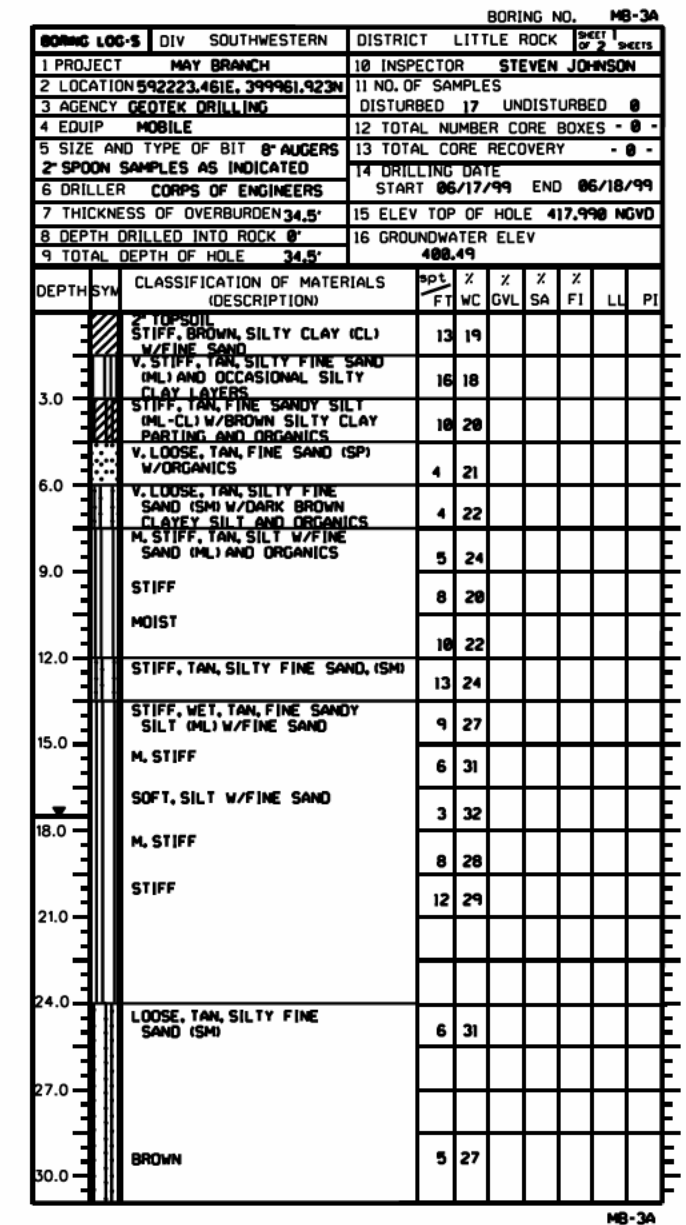 BORING NO. MB-3A
BORING LOG-S DIV SOUTHWESTERN DISTRICT LITTLE ROCK SHEET 1 OF 2 SHEETS
1 PROJECT MAY BRANCH 10 INSPECTOR STEVEN JOHNSON
2 LOCATION 592223.461E, 399961.923N 11 NO. OF SAMPLES
3 AGENCY GEOTEK DRILLING DISTURBED 17 UNDISTURBED 0
4 EQUIP MOBILE 12 TOTAL NUMBER CORE BOXES - 0 -
5 SIZE AND TYPE OF BIT 8" AUGERS 13 TOTAL CORE RECOVERY - 0 -
2" SPOON SAMPLES AS INDICATED 14 DRILLING DATE
6 DRILLER CORPS OF ENGINEERS START 06/17/99 END 06/18/99
7 THICKNESS OF OVERBURDEN 34.5' 15 ELEV TOP OF HOLE 417.990 NGVD
8 DEPTH DRILLED INTO ROCK 0' 16 GROUNDWATER ELEV
9 TOTAL DEPTH OF HOLE 34.5' 400.49
DEPTH SYM CLASSIFICATION OF MATERIALS (DESCRIPTION) spt/FT % WC % GVL % SA % FI LL PI
2" TOPSOIL
STIFF, BROWN, SILTY CLAY (CL) 13 19
W/FINE SAND
V. STIFF, TAN, SILTY FINE SAND
(ML) AND OCCASIONAL SILTY 16 18
CLAY LAYERS
3.0 STIFF, TAN, FINE SANDY SILT
(ML-CL) W/BROWN SILTY CLAY 10 20
PARTING AND ORGANICS
V. LOOSE, TAN, FINE SAND (SP)
W/ORGANICS 4 21
6.0 V. LOOSE, TAN, SILTY FINE
SAND (SM) W/DARK BROWN 4 22
CLAYEY SILT AND ORGANICS
M. STIFF, TAN, SILT W/FINE
SAND (ML) AND ORGANICS 5 24
9.0
STIFF 8 20
MOIST 10 22
12.0
STIFF, TAN, SILTY FINE SAND, (SM) 13 24
STIFF, WET, TAN, FINE SANDY
SILT (ML) W/FINE SAND 9 27
15.0
M. STIFF 6 31
SOFT, SILT W/FINE SAND 3 32
18.0
M. STIFF 8 28
STIFF 12 29
21.0
24.0
LOOSE, TAN, SILTY FINE
SAND (SM) 6 31
27.0
BROWN 5 27
30.0
MB-3A